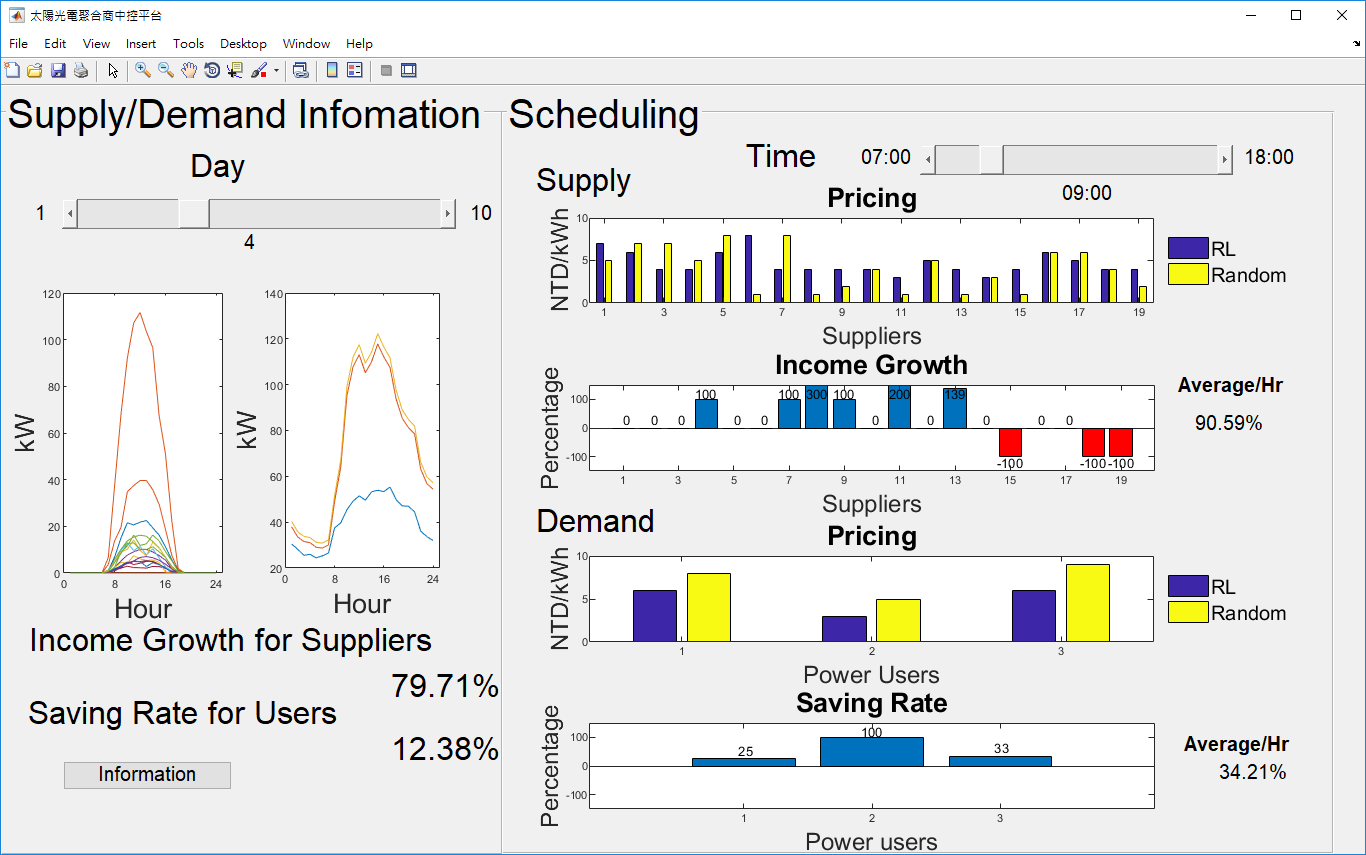 太陽光電聚合商中控平台
File Edit View Insert Tools Desktop Window Help
Supply/Demand Infomation
Day
1 10
4
120
100
80
60
40
20
0
0 8 16 24
kW
Hour
140
120
100
80
60
40
20
0 8 16 24
kW
Hour
Income Growth for Suppliers
79.71%
Saving Rate for Users
12.38%
Information
Scheduling
Time 07:00 18:00
09:00
Supply
Pricing
NTD/kWh
10
5
0
1 3 5 7 9 11 13 15 17 19
Suppliers
RL
Random
Income Growth
Percentage
100
0
-100
0 0 0 100 0 0 100 300 100 0 200 0 139 0 -100 0 0 -100 -100
1 3 5 7 9 11 13 15 17 19
Suppliers
Average/Hr
90.59%
Demand
Pricing
NTD/kWh
10
5
0
1 2 3
Power Users
RL
Random
Saving Rate
Percentage
100
0
-100
25 100 33
1 2 3
Power users
Average/Hr
34.21%